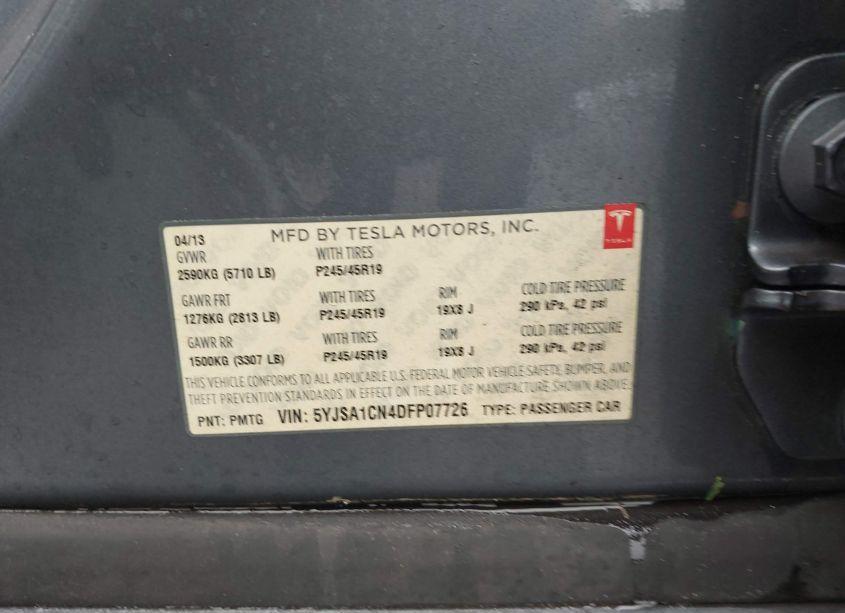 04/13 MFD BY TESLA MOTORS, INC. TESLA
GVWR WITH TIRES
2590KG (5710 LB) P245/45R19
GAWR FRT WITH TIRES RIM COLD TIRE PRESSURE
1276KG (2813 LB) P245/45R19 19X8 J 290 kPs, 42 psi
GAWR RR WITH TIRES RIM COLD TIRE PRESSURE
1500KG (3307 LB) P245/45R19 19X8 J 290 kPs, 42 psi
THIS VEHICLE CONFORMS TO ALL APPLICABLE U.S. FEDERAL MOTOR VEHICLE SAFETY, BUMPER, AND
THEFT PREVENTION STANDARDS IN EFFECT ON THE DATE OF MANUFACTURE SHOWN ABOVE.
PNT: PMTG VIN: 5YJSA1CN4DFP07726 TYPE: PASSENGER CAR